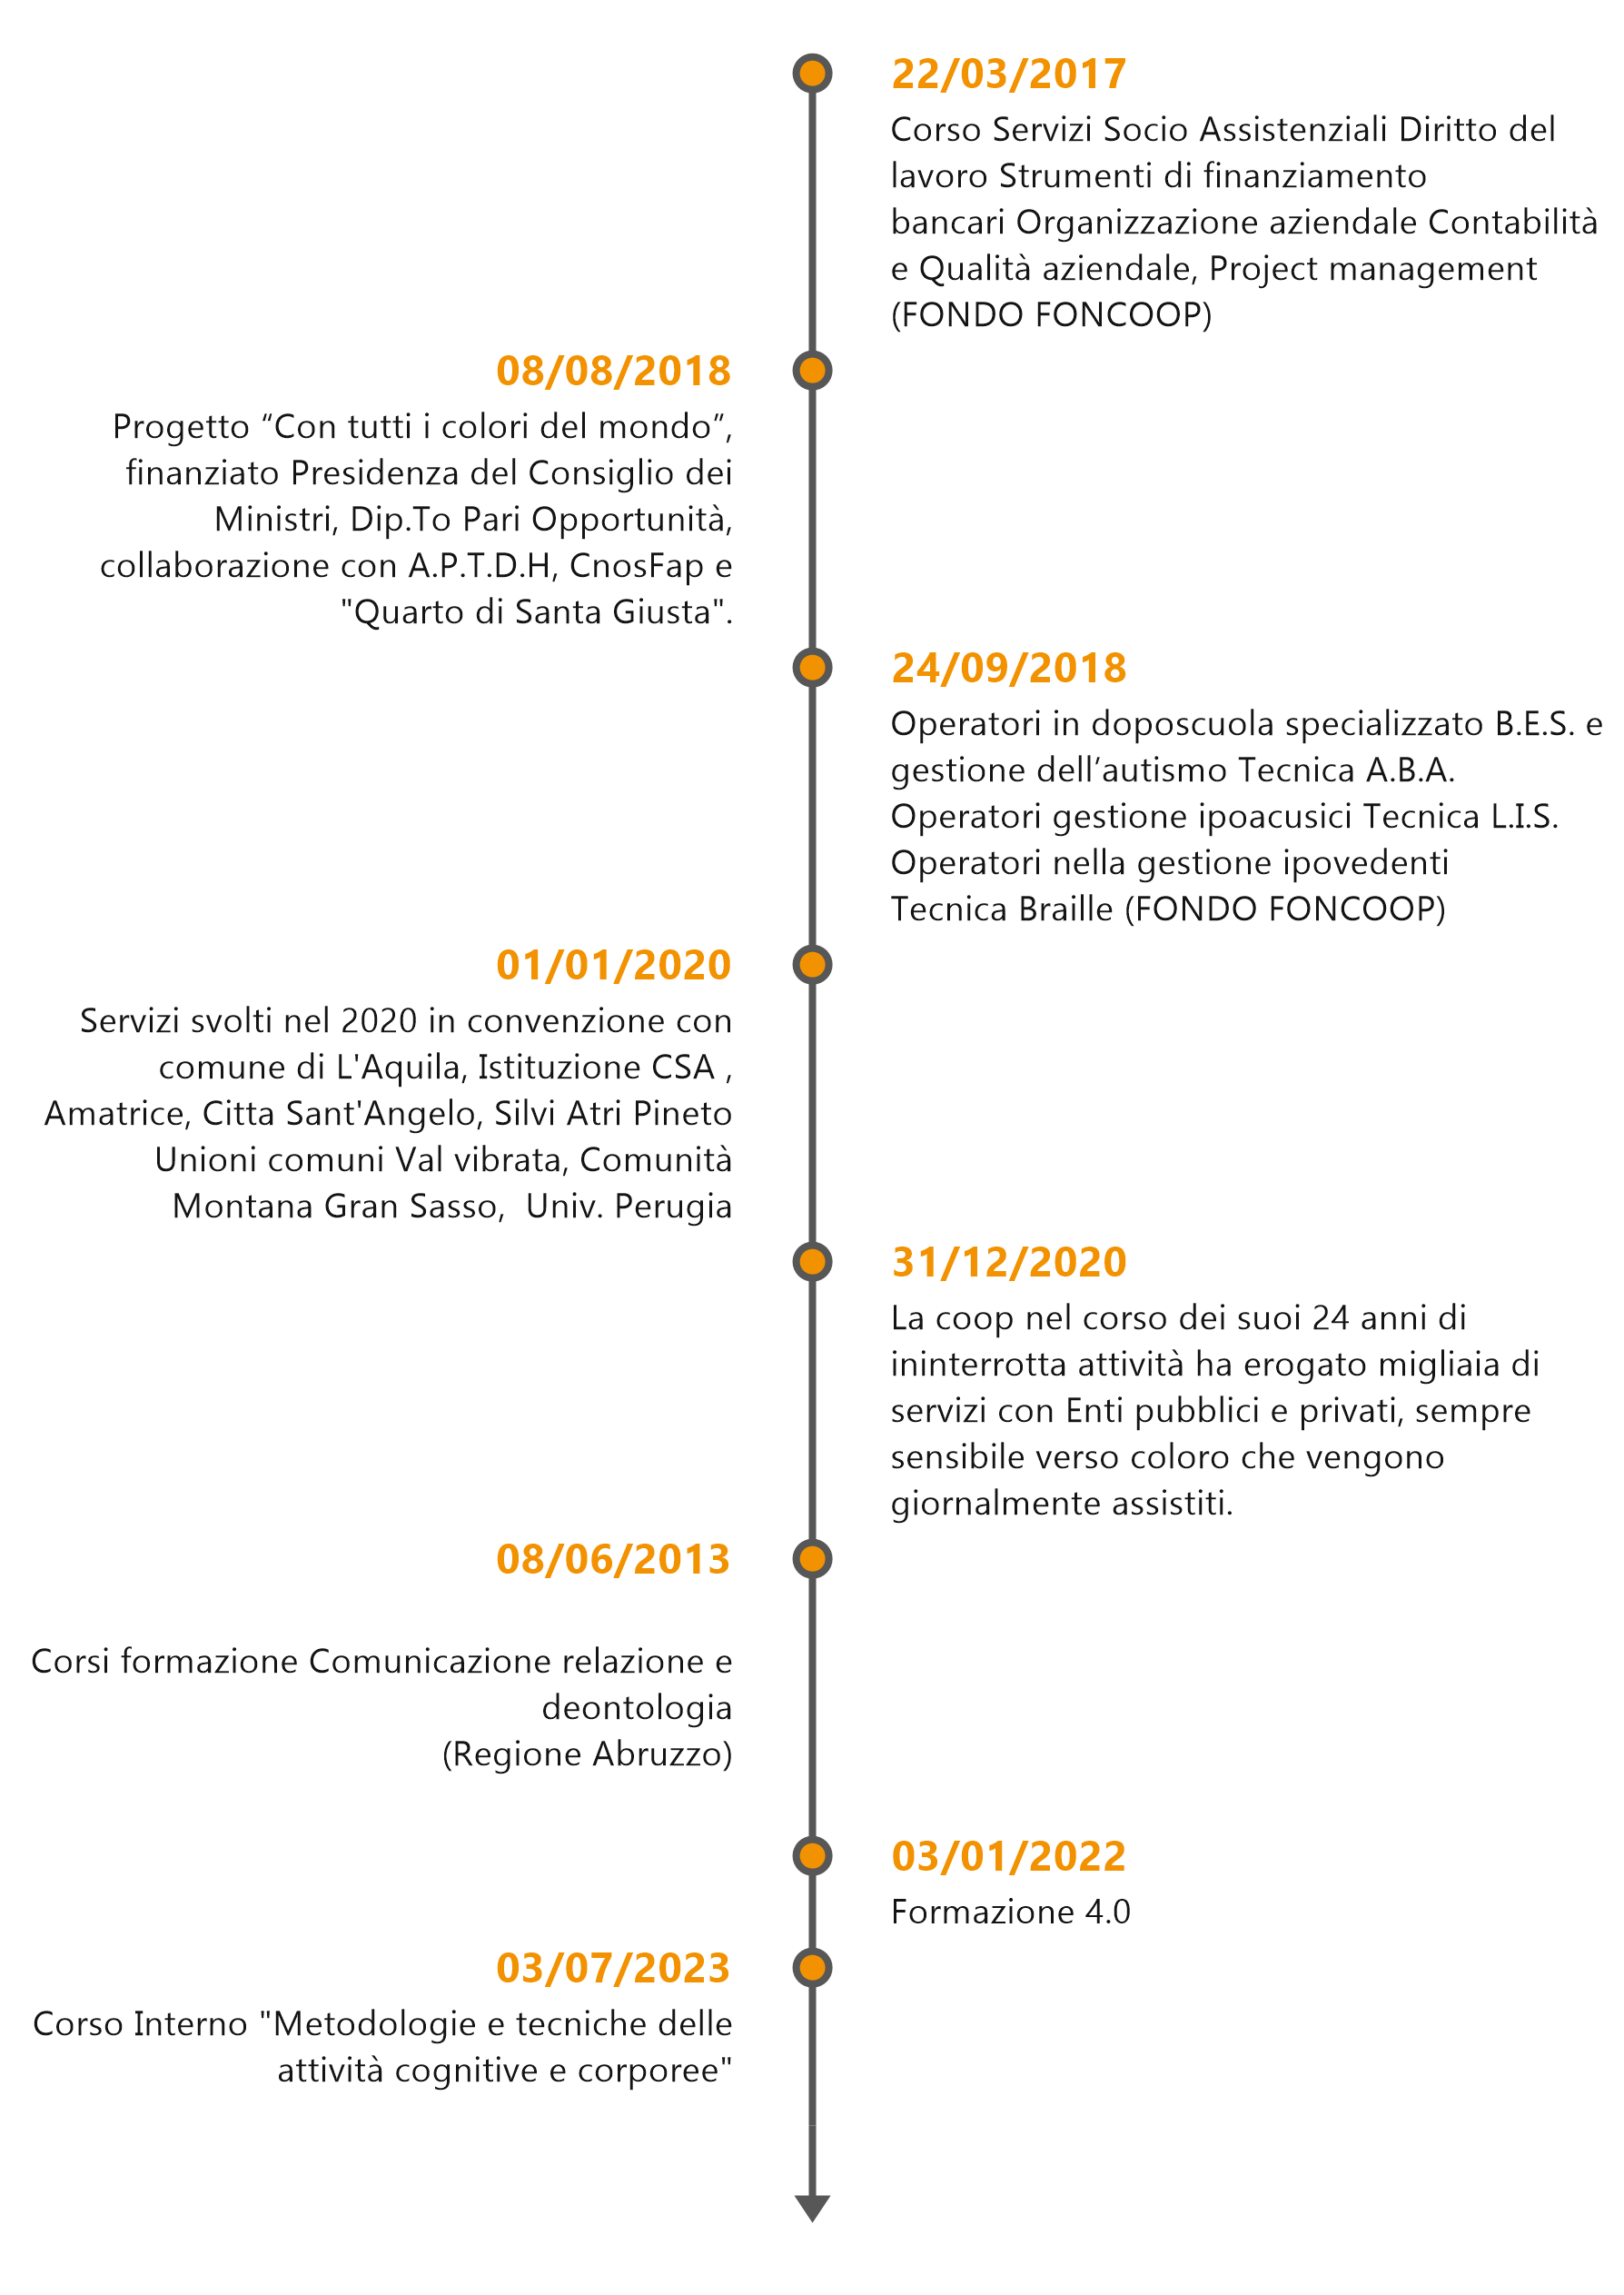 22/03/2017
Corso Servizi Socio Assistenziali Diritto del
lavoro Strumenti di finanziamento
bancari Organizzazione aziendale Contabilità
e Qualità aziendale, Project management
(FONDO FONCOOP)
08/08/2018
Progetto “Con tutti i colori del mondo”,
finanziato Presidenza del Consiglio dei
Ministri, Dip.To Pari Opportunità,
collaborazione con A.P.T.D.H, CnosFap e
"Quarto di Santa Giusta".
24/09/2018
Operatori in doposcuola specializzato B.E.S. e
gestione dell’autismo Tecnica A.B.A.
Operatori gestione ipoacusici Tecnica L.I.S.
Operatori nella gestione ipovedenti
Tecnica Braille (FONDO FONCOOP)
01/01/2020
Servizi svolti nel 2020 in convenzione con
comune di L'Aquila, Istituzione CSA ,
Amatrice, Citta Sant'Angelo, Silvi Atri Pineto
Unioni comuni Val vibrata, Comunità
Montana Gran Sasso,  Univ. Perugia
31/12/2020
La coop nel corso dei suoi 24 anni di
ininterrotta attività ha erogato migliaia di
servizi con Enti pubblici e privati, sempre
sensibile verso coloro che vengono
giornalmente assistiti.
08/06/2013
Corsi formazione Comunicazione relazione e
deontologia
(Regione Abruzzo)
03/01/2022
Formazione 4.0
03/07/2023
Corso Interno "Metodologie e tecniche delle
attività cognitive e corporee"